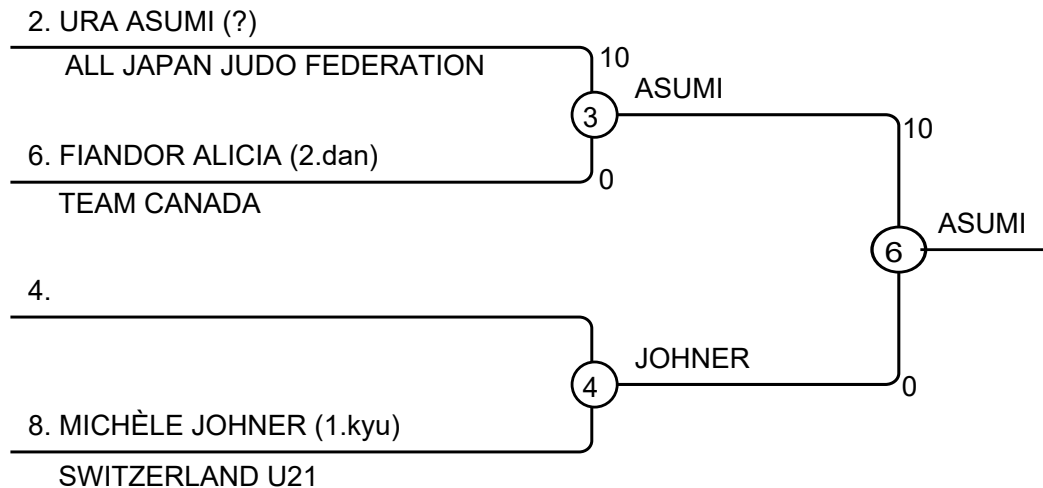 2. URA ASUMI (?)
ALL JAPAN JUDO FEDERATION
10
ASUMI
3
10
6. FIANDOR ALICIA (2.dan)
0
TEAM CANADA
ASUMI
6
4.
JOHNER
4
0
8. MICHÈLE JOHNER (1.kyu)
SWITZERLAND U21